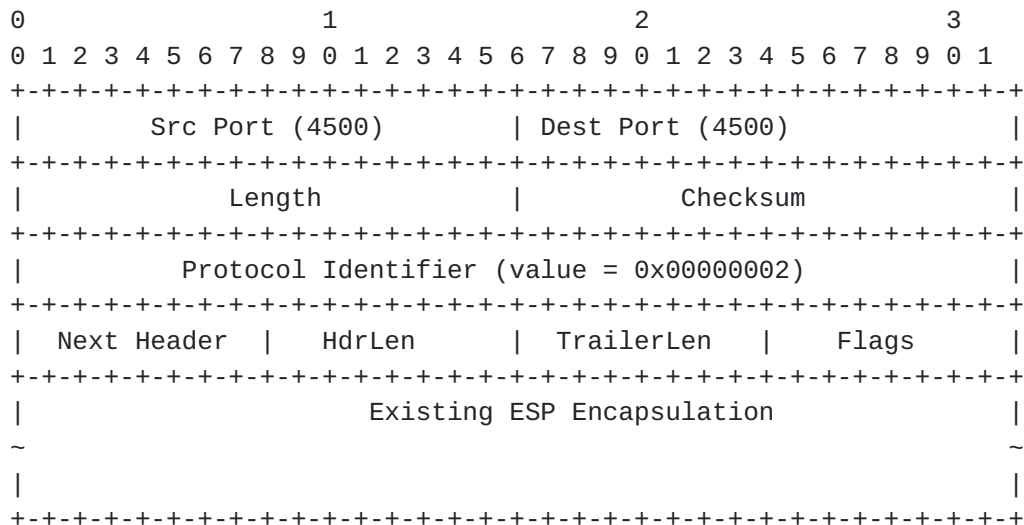 0                   1                   2                   3
0 1 2 3 4 5 6 7 8 9 0 1 2 3 4 5 6 7 8 9 0 1 2 3 4 5 6 7 8 9 0 1
+-+-+-+-+-+-+-+-+-+-+-+-+-+-+-+-+-+-+-+-+-+-+-+-+-+-+-+-+-+-+-+-+
|        Src Port (4500)        | Dest Port (4500)              |
+-+-+-+-+-+-+-+-+-+-+-+-+-+-+-+-+-+-+-+-+-+-+-+-+-+-+-+-+-+-+-+-+
|             Length            |          Checksum             |
+-+-+-+-+-+-+-+-+-+-+-+-+-+-+-+-+-+-+-+-+-+-+-+-+-+-+-+-+-+-+-+-+
|          Protocol Identifier (value = 0x00000002)             |
+-+-+-+-+-+-+-+-+-+-+-+-+-+-+-+-+-+-+-+-+-+-+-+-+-+-+-+-+-+-+-+-+
|  Next Header  |   HdrLen      |  TrailerLen   |    Flags      |
+-+-+-+-+-+-+-+-+-+-+-+-+-+-+-+-+-+-+-+-+-+-+-+-+-+-+-+-+-+-+-+-+
|                      Existing ESP Encapsulation               |
~                                                               ~
|                                                               |
+-+-+-+-+-+-+-+-+-+-+-+-+-+-+-+-+-+-+-+-+-+-+-+-+-+-+-+-+-+-+-+-+